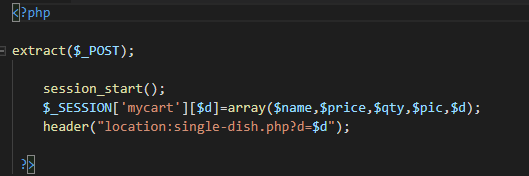 <?php
extract($_POST);
session_start();
$_SESSION['mycart'][$d]=array($name,$price,$qty,$pic,$d);
header("location:single-dish.php?d=$d");
?>